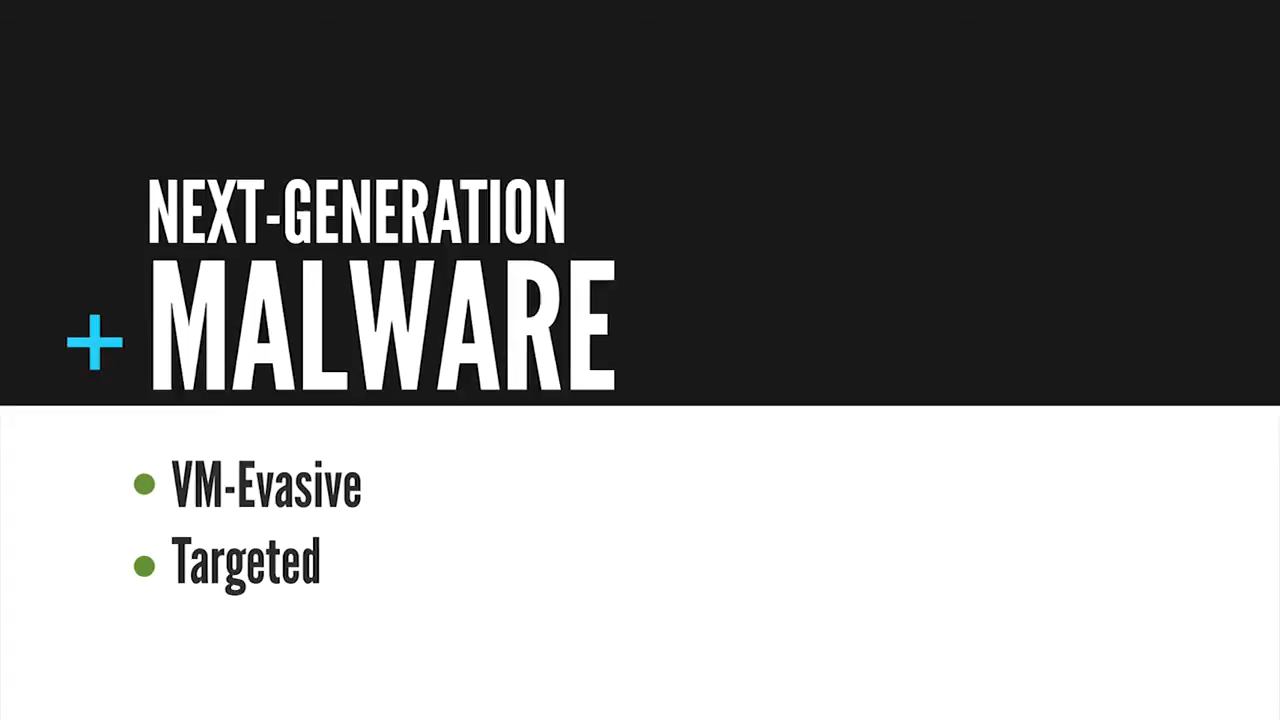 NEXT-GENERATION
+ MALWARE
• VM-Evasive
• Targeted